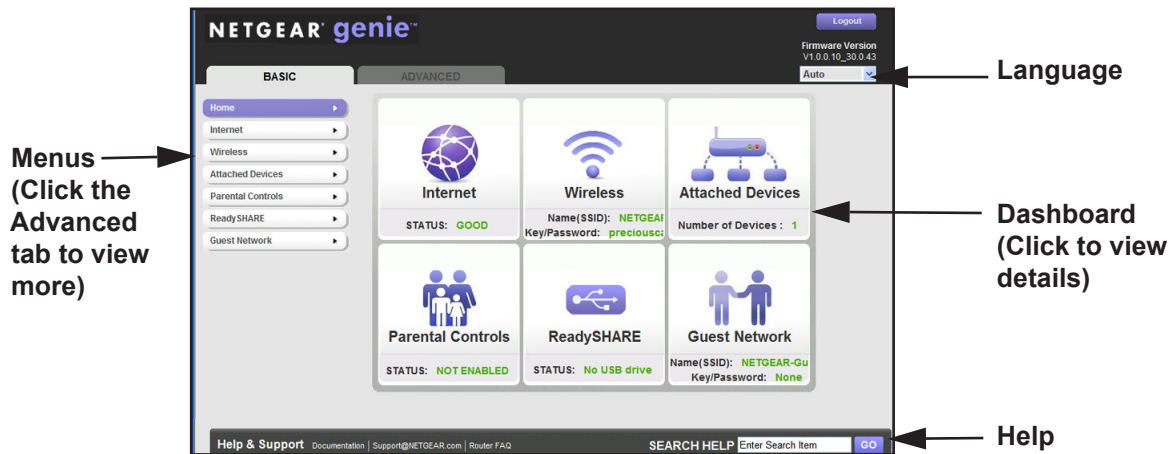 NETGEAR® genie™
Logout
Firmware Version
V1.0.0.10_30.0.43
BASIC
ADVANCED
Auto
Language
Home
Internet
Wireless
Attached Devices
Parental Controls
ReadySHARE
Guest Network
Menus
(Click the
Advanced
tab to view
more)
Internet
STATUS: GOOD
Wireless
Name(SSID): NETGEAR
Key/Password: preciousca
Attached Devices
Number of Devices : 1
Dashboard
(Click to view
details)
Parental Controls
STATUS: NOT ENABLED
ReadySHARE
STATUS: No USB drive
Guest Network
Name(SSID): NETGEAR-Gu
Key/Password: None
Help & Support Documentation | Support@NETGEAR.com | Router FAQ
SEARCH HELP Enter Search Item GO
Help